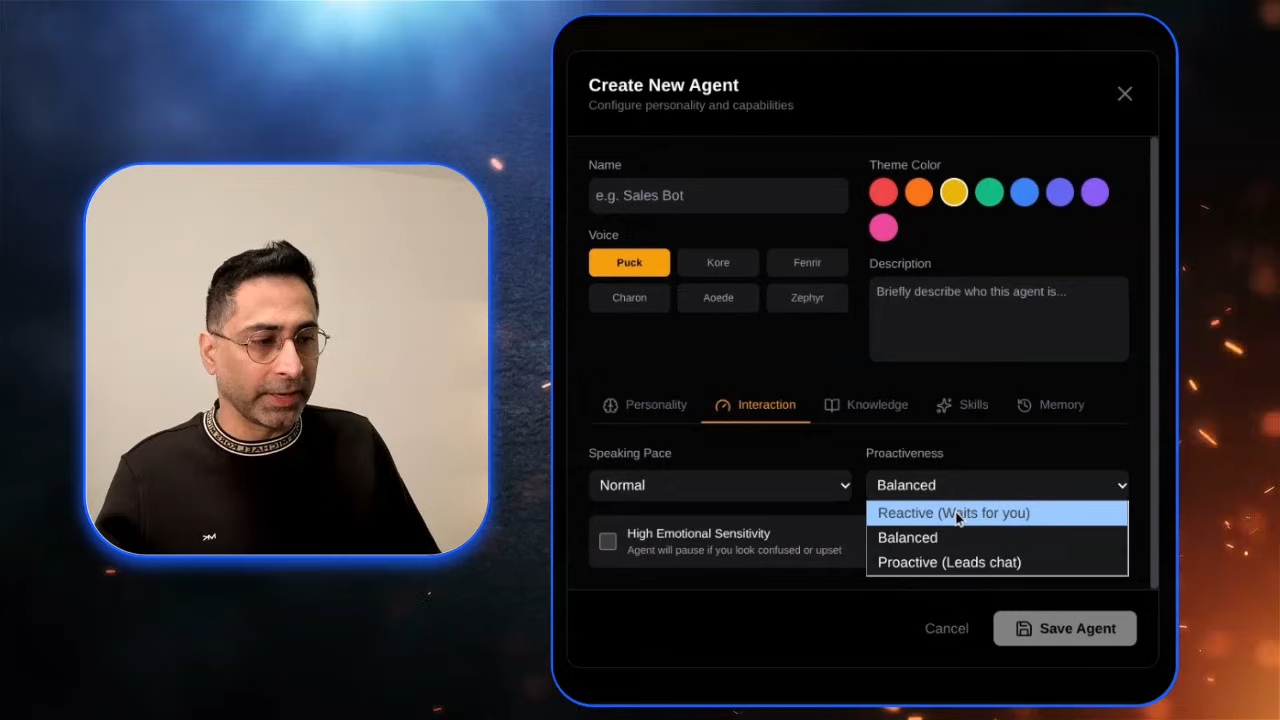 Create New Agent
Configure personality and capabilities
Name
e.g. Sales Bot
Theme Color
Voice
Puck
Kore
Fenrir
Charon
Aoede
Zephyr
Description
Briefly describe who this agent is...
Personality
Interaction
Knowledge
Skills
Memory
Speaking Pace
Normal
Proactiveness
Balanced
Reactive (Waits for you)
Balanced
Proactive (Leads chat)
High Emotional Sensitivity
Agent will pause if you look confused or upset
Cancel
Save Agent